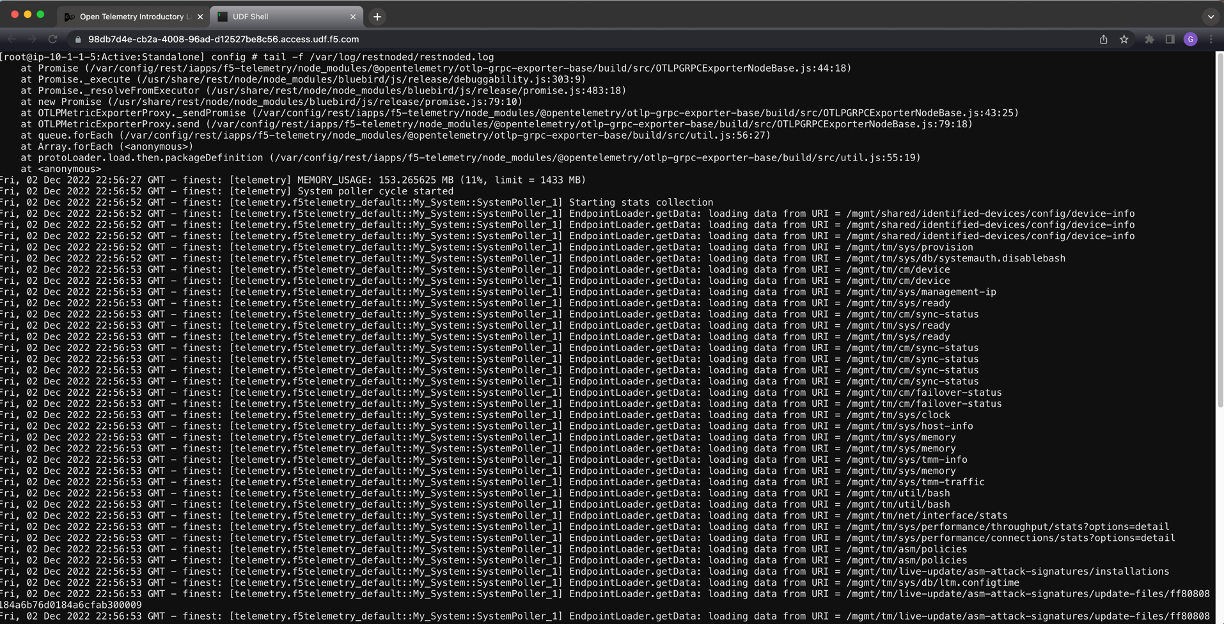 Open Telemetry Introductory L
UDF Shell
98db7d4e-cb2a-4008-96ad-d12527be8c56.access.udf.f5.com
G
[root@ip-10-1-1-5:Active:Standalone] config # tail -f /var/log/restnoded/restnoded.log
at Promise (/var/config/rest/iapps/f5-telemetry/node_modules/@opentelemetry/otlp-grpc-exporter-base/build/src/OTLPGRPCExporterNodeBase.js:44:18)
at Promise._execute (/usr/share/rest/node/node_modules/bluebird/js/release/debuggability.js:303:9)
at Promise._resolveFromExecutor (/usr/share/rest/node/node_modules/bluebird/js/release/promise.js:483:18)
at new Promise (/usr/share/rest/node/node_modules/bluebird/js/release/promise.js:79:10)
at OTLPMetricExporterProxy._sendPromise (/var/config/rest/iapps/f5-telemetry/node_modules/@opentelemetry/otlp-grpc-exporter-base/build/src/OTLPGRPCExporterNodeBase.js:43:25)
at OTLPMetricExporterProxy.send (/var/config/rest/iapps/f5-telemetry/node_modules/@opentelemetry/otlp-grpc-exporter-base/build/src/OTLPGRPCExporterNodeBase.js:79:18)
at queue.forEach (/var/config/rest/iapps/f5-telemetry/node_modules/@opentelemetry/otlp-grpc-exporter-base/build/src/util.js:56:27)
at Array.forEach (<anonymous>)
at protoLoader.load.then.packageDefinition (/var/config/rest/iapps/f5-telemetry/node_modules/@opentelemetry/otlp-grpc-exporter-base/build/src/util.js:55:19)
at <anonymous>
Fri, 02 Dec 2022 22:56:27 GMT - finest: [telemetry] MEMORY_USAGE: 153.265625 MB (11%, limit = 1433 MB)
Fri, 02 Dec 2022 22:56:52 GMT - finest: [telemetry] System poller cycle started
Fri, 02 Dec 2022 22:56:52 GMT - finest: [telemetry.f5telemetry_default::My_System::SystemPoller_1] Starting stats collection
Fri, 02 Dec 2022 22:56:52 GMT - finest: [telemetry.f5telemetry_default::My_System::SystemPoller_1] EndpointLoader.getData: loading data from URI = /mgmt/shared/identified-devices/config/device-info
Fri, 02 Dec 2022 22:56:52 GMT - finest: [telemetry.f5telemetry_default::My_System::SystemPoller_1] EndpointLoader.getData: loading data from URI = /mgmt/shared/identified-devices/config/device-info
Fri, 02 Dec 2022 22:56:52 GMT - finest: [telemetry.f5telemetry_default::My_System::SystemPoller_1] EndpointLoader.getData: loading data from URI = /mgmt/shared/identified-devices/config/device-info
Fri, 02 Dec 2022 22:56:52 GMT - finest: [telemetry.f5telemetry_default::My_System::SystemPoller_1] EndpointLoader.getData: loading data from URI = /mgmt/tm/sys/provision
Fri, 02 Dec 2022 22:56:52 GMT - finest: [telemetry.f5telemetry_default::My_System::SystemPoller_1] EndpointLoader.getData: loading data from URI = /mgmt/tm/sys/db/systemauth.disablebash
Fri, 02 Dec 2022 22:56:53 GMT - finest: [telemetry.f5telemetry_default::My_System::SystemPoller_1] EndpointLoader.getData: loading data from URI = /mgmt/tm/cm/device
Fri, 02 Dec 2022 22:56:53 GMT - finest: [telemetry.f5telemetry_default::My_System::SystemPoller_1] EndpointLoader.getData: loading data from URI = /mgmt/tm/cm/device
Fri, 02 Dec 2022 22:56:53 GMT - finest: [telemetry.f5telemetry_default::My_System::SystemPoller_1] EndpointLoader.getData: loading data from URI = /mgmt/tm/sys/management-ip
Fri, 02 Dec 2022 22:56:53 GMT - finest: [telemetry.f5telemetry_default::My_System::SystemPoller_1] EndpointLoader.getData: loading data from URI = /mgmt/tm/sys/ready
Fri, 02 Dec 2022 22:56:53 GMT - finest: [telemetry.f5telemetry_default::My_System::SystemPoller_1] EndpointLoader.getData: loading data from URI = /mgmt/tm/cm/sync-status
Fri, 02 Dec 2022 22:56:53 GMT - finest: [telemetry.f5telemetry_default::My_System::SystemPoller_1] EndpointLoader.getData: loading data from URI = /mgmt/tm/sys/ready
Fri, 02 Dec 2022 22:56:53 GMT - finest: [telemetry.f5telemetry_default::My_System::SystemPoller_1] EndpointLoader.getData: loading data from URI = /mgmt/tm/sys/ready
Fri, 02 Dec 2022 22:56:53 GMT - finest: [telemetry.f5telemetry_default::My_System::SystemPoller_1] EndpointLoader.getData: loading data from URI = /mgmt/tm/cm/sync-status
Fri, 02 Dec 2022 22:56:53 GMT - finest: [telemetry.f5telemetry_default::My_System::SystemPoller_1] EndpointLoader.getData: loading data from URI = /mgmt/tm/cm/sync-status
Fri, 02 Dec 2022 22:56:53 GMT - finest: [telemetry.f5telemetry_default::My_System::SystemPoller_1] EndpointLoader.getData: loading data from URI = /mgmt/tm/cm/sync-status
Fri, 02 Dec 2022 22:56:53 GMT - finest: [telemetry.f5telemetry_default::My_System::SystemPoller_1] EndpointLoader.getData: loading data from URI = /mgmt/tm/cm/sync-status
Fri, 02 Dec 2022 22:56:53 GMT - finest: [telemetry.f5telemetry_default::My_System::SystemPoller_1] EndpointLoader.getData: loading data from URI = /mgmt/tm/cm/failover-status
Fri, 02 Dec 2022 22:56:53 GMT - finest: [telemetry.f5telemetry_default::My_System::SystemPoller_1] EndpointLoader.getData: loading data from URI = /mgmt/tm/cm/failover-status
Fri, 02 Dec 2022 22:56:53 GMT - finest: [telemetry.f5telemetry_default::My_System::SystemPoller_1] EndpointLoader.getData: loading data from URI = /mgmt/tm/sys/clock
Fri, 02 Dec 2022 22:56:53 GMT - finest: [telemetry.f5telemetry_default::My_System::SystemPoller_1] EndpointLoader.getData: loading data from URI = /mgmt/tm/sys/host-info
Fri, 02 Dec 2022 22:56:53 GMT - finest: [telemetry.f5telemetry_default::My_System::SystemPoller_1] EndpointLoader.getData: loading data from URI = /mgmt/tm/sys/memory
Fri, 02 Dec 2022 22:56:53 GMT - finest: [telemetry.f5telemetry_default::My_System::SystemPoller_1] EndpointLoader.getData: loading data from URI = /mgmt/tm/sys/memory
Fri, 02 Dec 2022 22:56:53 GMT - finest: [telemetry.f5telemetry_default::My_System::SystemPoller_1] EndpointLoader.getData: loading data from URI = /mgmt/tm/sys/tmm-info
Fri, 02 Dec 2022 22:56:53 GMT - finest: [telemetry.f5telemetry_default::My_System::SystemPoller_1] EndpointLoader.getData: loading data from URI = /mgmt/tm/sys/memory
Fri, 02 Dec 2022 22:56:53 GMT - finest: [telemetry.f5telemetry_default::My_System::SystemPoller_1] EndpointLoader.getData: loading data from URI = /mgmt/tm/sys/tmm-traffic
Fri, 02 Dec 2022 22:56:53 GMT - finest: [telemetry.f5telemetry_default::My_System::SystemPoller_1] EndpointLoader.getData: loading data from URI = /mgmt/tm/util/bash
Fri, 02 Dec 2022 22:56:53 GMT - finest: [telemetry.f5telemetry_default::My_System::SystemPoller_1] EndpointLoader.getData: loading data from URI = /mgmt/tm/util/bash
Fri, 02 Dec 2022 22:56:53 GMT - finest: [telemetry.f5telemetry_default::My_System::SystemPoller_1] EndpointLoader.getData: loading data from URI = /mgmt/tm/net/interface/stats
Fri, 02 Dec 2022 22:56:53 GMT - finest: [telemetry.f5telemetry_default::My_System::SystemPoller_1] EndpointLoader.getData: loading data from URI = /mgmt/tm/sys/performance/throughput/stats?options=detail
Fri, 02 Dec 2022 22:56:53 GMT - finest: [telemetry.f5telemetry_default::My_System::SystemPoller_1] EndpointLoader.getData: loading data from URI = /mgmt/tm/sys/performance/connections/stats?options=detail
Fri, 02 Dec 2022 22:56:53 GMT - finest: [telemetry.f5telemetry_default::My_System::SystemPoller_1] EndpointLoader.getData: loading data from URI = /mgmt/tm/asm/policies
Fri, 02 Dec 2022 22:56:53 GMT - finest: [telemetry.f5telemetry_default::My_System::SystemPoller_1] EndpointLoader.getData: loading data from URI = /mgmt/tm/asm/policies
Fri, 02 Dec 2022 22:56:53 GMT - finest: [telemetry.f5telemetry_default::My_System::SystemPoller_1] EndpointLoader.getData: loading data from URI = /mgmt/tm/live-update/asm-attack-signatures/installations
Fri, 02 Dec 2022 22:56:53 GMT - finest: [telemetry.f5telemetry_default::My_System::SystemPoller_1] EndpointLoader.getData: loading data from URI = /mgmt/tm/sys/db/ltm.configtime
Fri, 02 Dec 2022 22:56:53 GMT - finest: [telemetry.f5telemetry_default::My_System::SystemPoller_1] EndpointLoader.getData: loading data from URI = /mgmt/tm/live-update/asm-attack-signatures/update-files/ff80808
184a6b76d0184a6cfab300009
Fri, 02 Dec 2022 22:56:53 GMT - finest: [telemetry.f5telemetry_default::My_System::SystemPoller_1] EndpointLoader.getData: loading data from URI = /mgmt/tm/live-update/asm-attack-signatures/update-files/ff80808